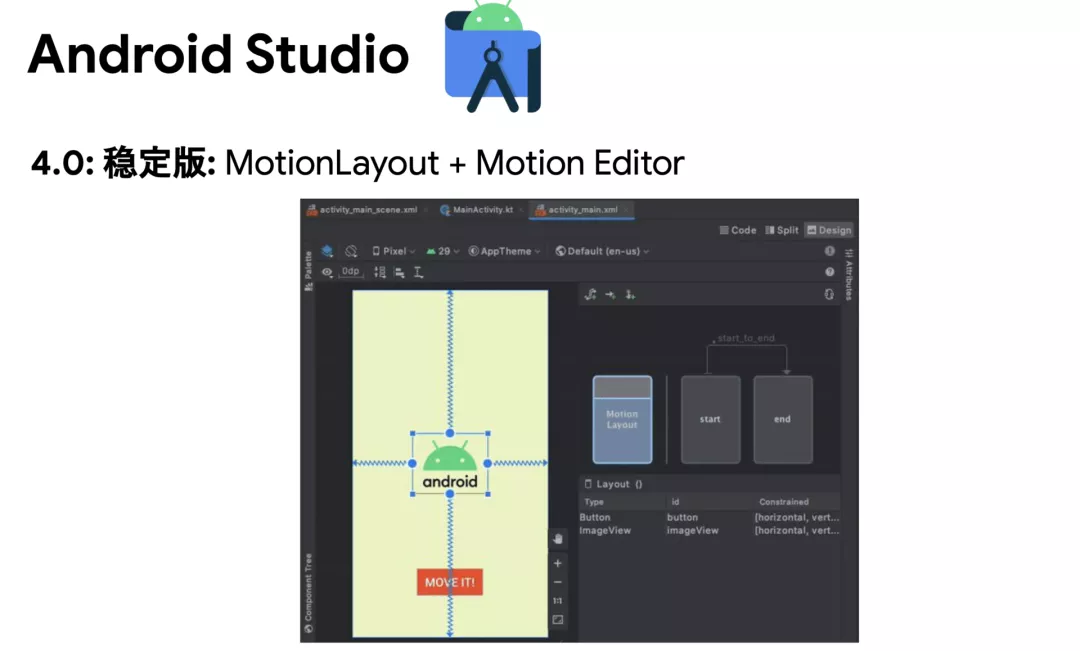 Android Studio
4.0: 稳定版: MotionLayout + Motion Editor
activity_main_scene.xml MainActivity.kt activity_main.xml
Code Split Design
Pixel 29 AppTheme Default (en-us)
0dp
Palette
Attributes
start_to_end
Motion
Layout
start
end
android
MOVE IT!
Layout {}
Type id Constrained
Button button [horizontal, vert...
ImageView imageView [horizontal, vert...
1:1
Component Tree